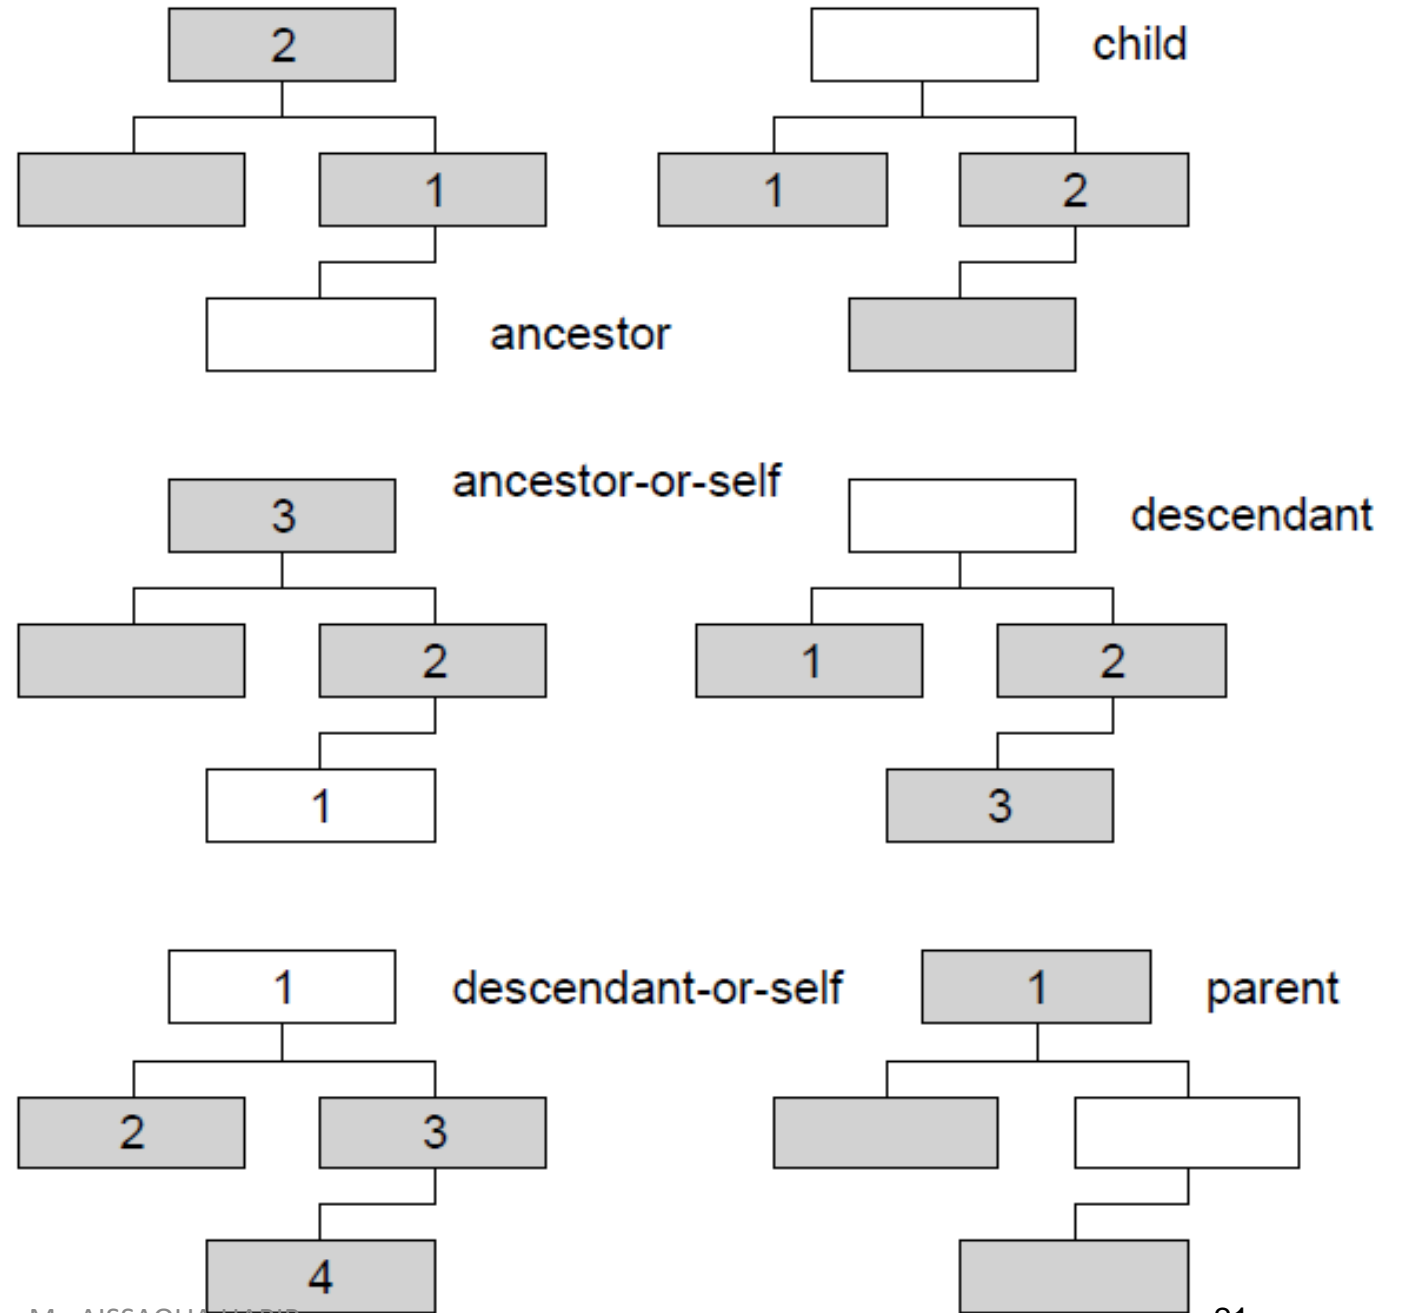 2
child
1
1
2
ancestor
ancestor-or-self
3
descendant
2
1
2
1
3
1
descendant-or-self
1
parent
2
3
4